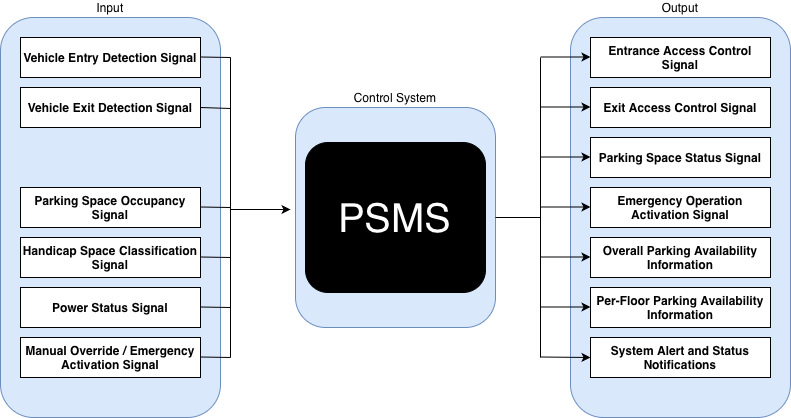 Input
Vehicle Entry Detection Signal
Vehicle Exit Detection Signal
Parking Space Occupancy
Signal
Handicap Space Classification
Signal
Power Status Signal
Manual Override / Emergency
Activation Signal
Control System
PSMS
Output
Entrance Access Control
Signal
Exit Access Control Signal
Parking Space Status Signal
Emergency Operation
Activation Signal
Overall Parking Availability
Information
Per-Floor Parking Availability
Information
System Alert and Status
Notifications